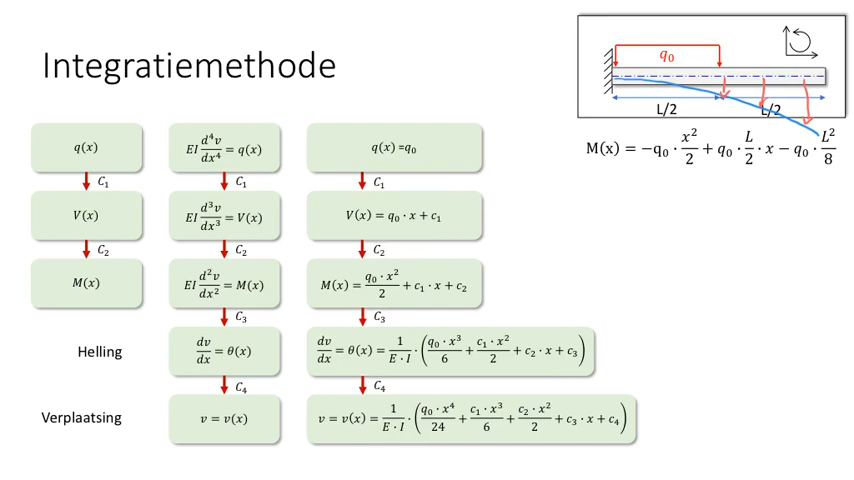 Integratiemethode
q₀
L/2
L/2
M(x) = −q₀ · x²/2 + q₀ · L/2 · x − q₀ · L²/8
q(x)
EI d⁴v/dx⁴ = q(x)
q(x) =q₀
C₁
C₁
C₁
V(x)
EI d³v/dx³ = V(x)
V(x) = q₀ · x + c₁
C₂
C₂
C₂
M(x)
EI d²v/dx² = M(x)
M(x) = q₀ · x²/2 + c₁ · x + c₂
C₃
C₃
Helling
dv/dx = θ(x)
dv/dx = θ(x) = 1/(E · I) · (q₀ · x³/6 + c₁ · x²/2 + c₂ · x + c₃)
C₄
C₄
Verplaatsing
v = v(x)
v = v(x) = 1/(E · I) · (q₀ · x⁴/24 + c₁ · x³/6 + c₂ · x²/2 + c₃ · x + c₄)